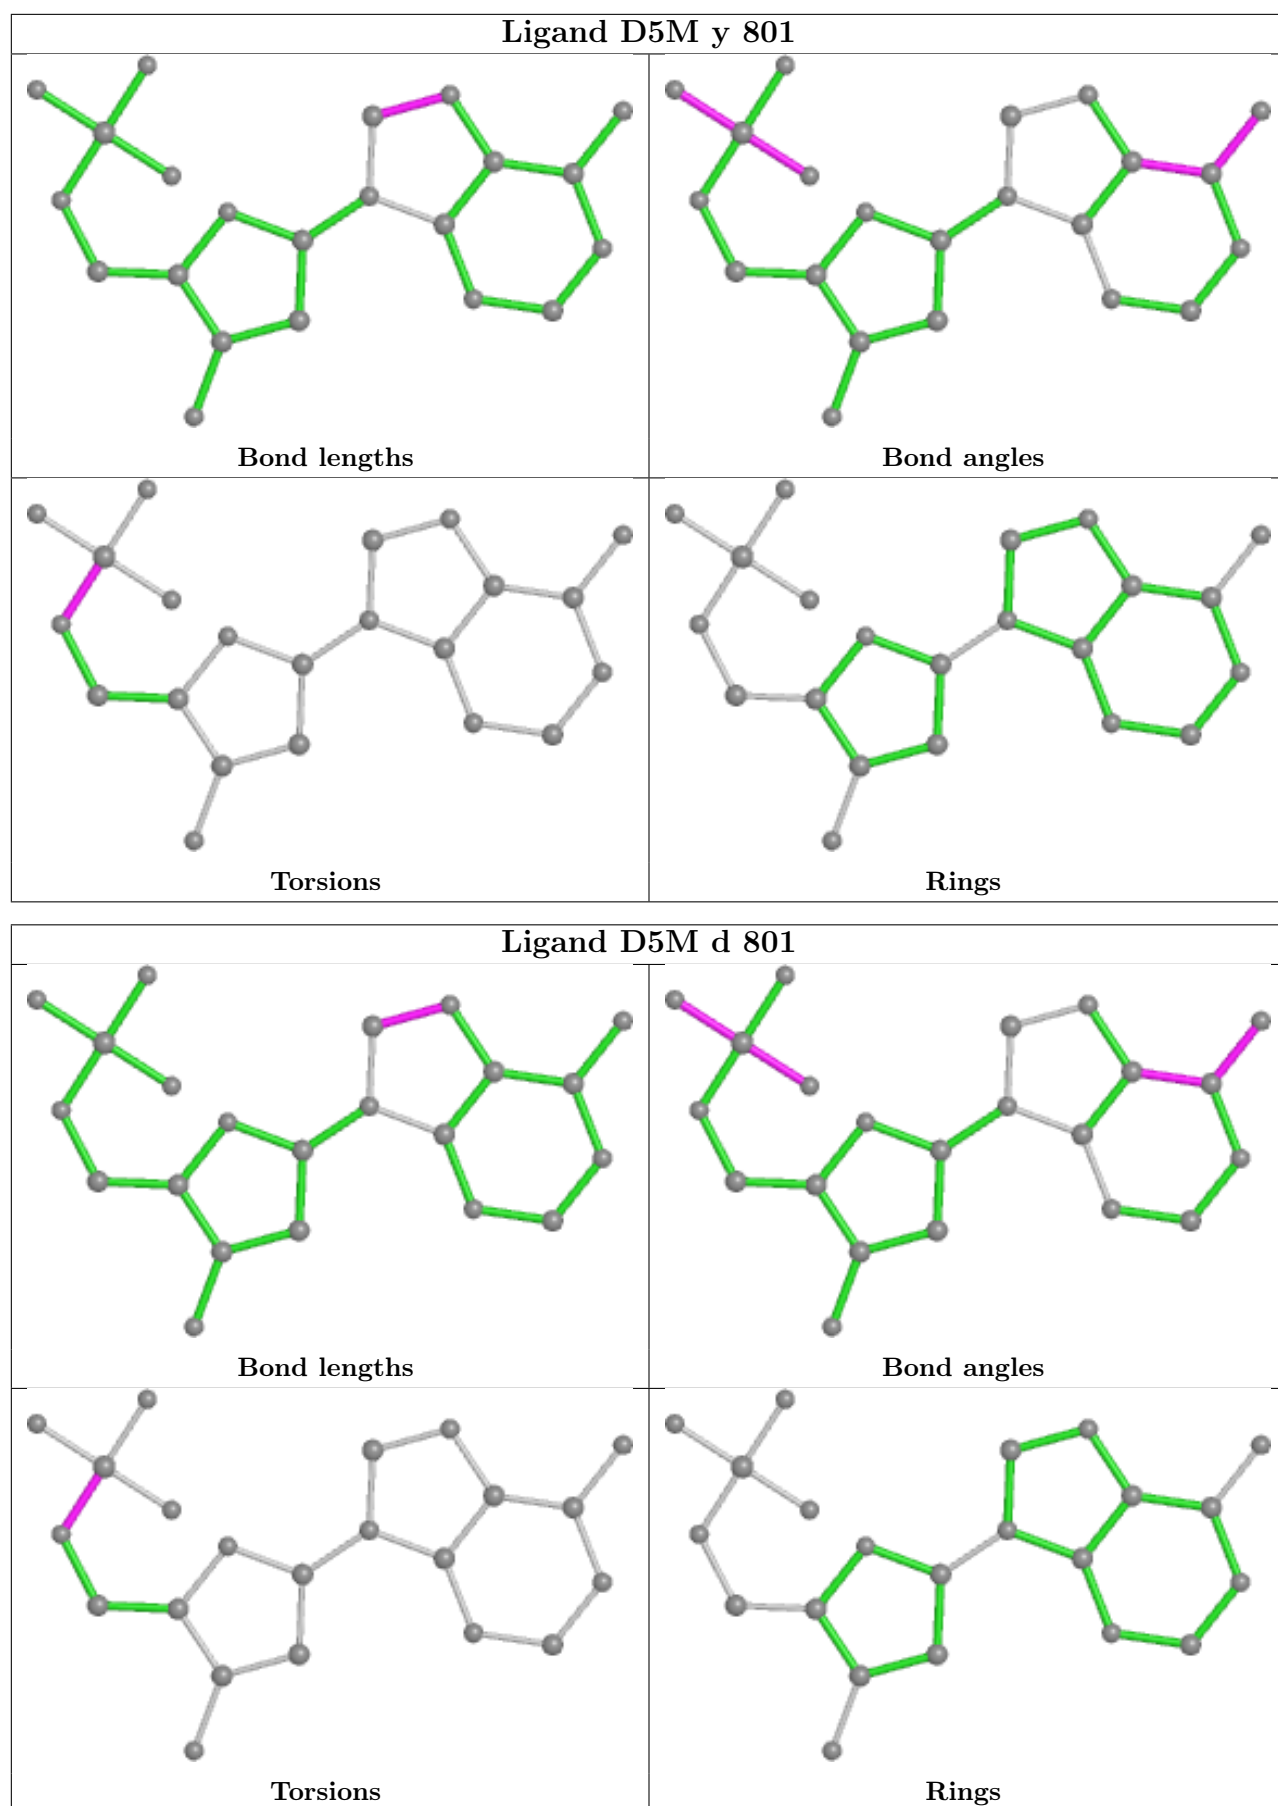 Ligand D5M y 801
Bond lengths
Bond angles
Torsions
Rings
Ligand D5M d 801
Bond lengths
Bond angles
Torsions
Rings